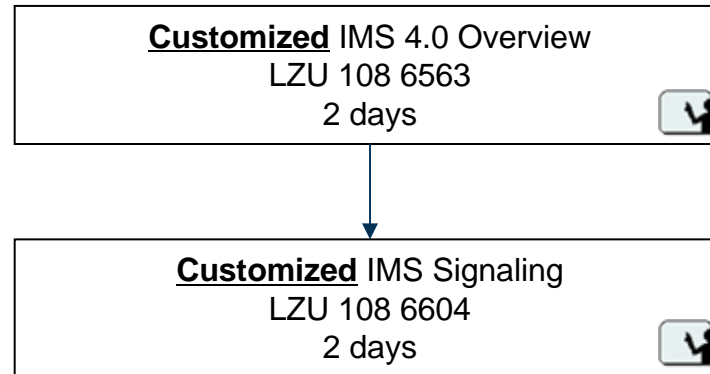 Customized IMS 4.0 Overview
LZU 108 6563
2 days
Customized IMS Signaling
LZU 108 6604
2 days